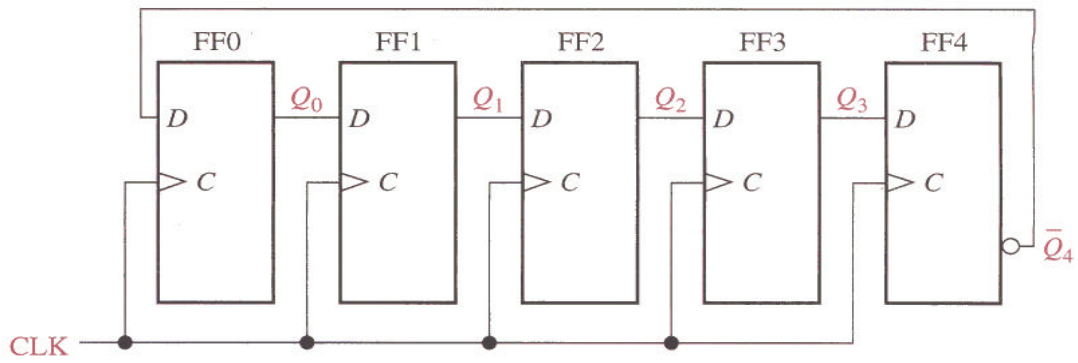 FF0 FF1 FF2 FF3 FF4
Q0 Q1 Q2 Q3
D D D D D
C C C C C
Q̅4
CLK